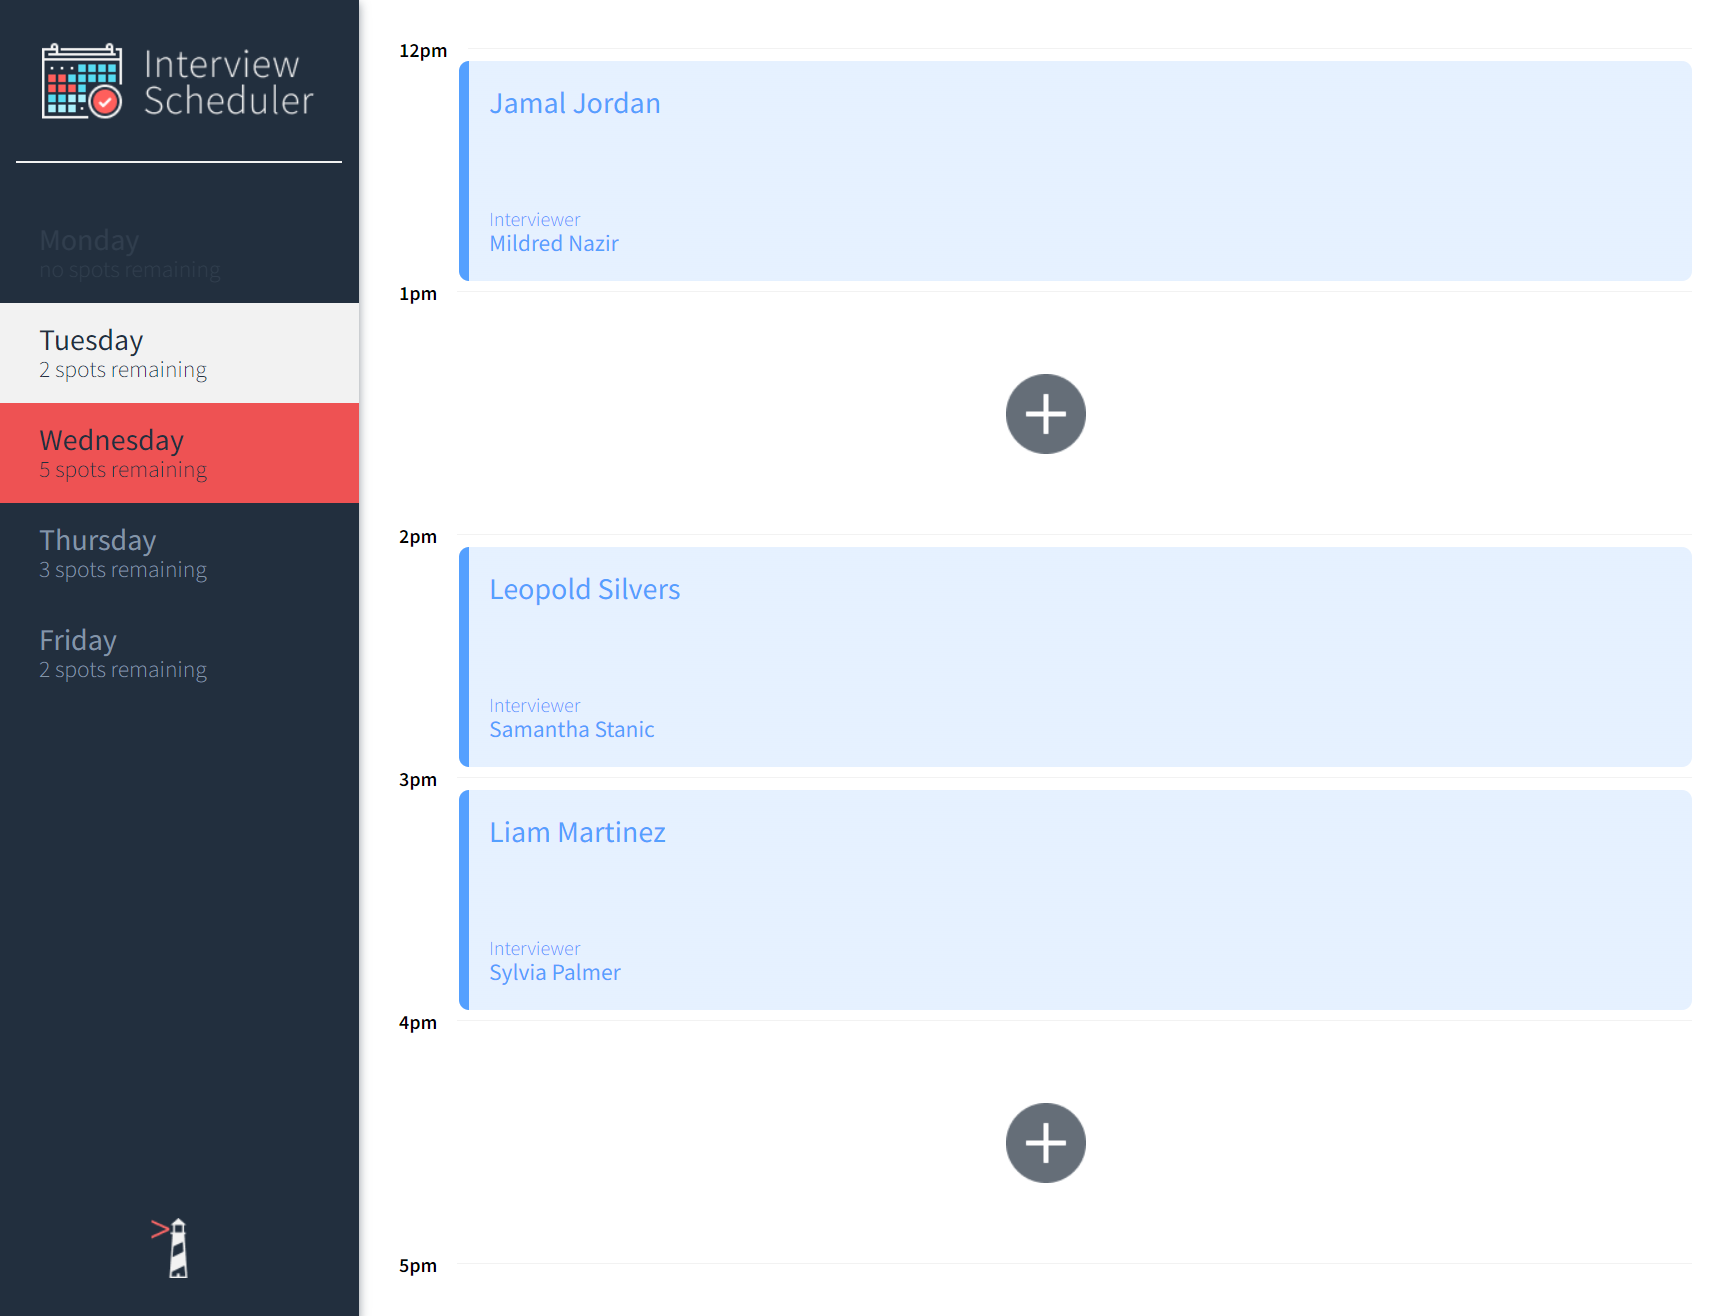 Interview
Scheduler
Monday
no spots remaining
Tuesday
2 spots remaining
Wednesday
5 spots remaining
Thursday
3 spots remaining
Friday
2 spots remaining
12pm
Jamal Jordan
Interviewer
Mildred Nazir
1pm
2pm
Leopold Silvers
Interviewer
Samantha Stanic
3pm
Liam Martinez
Interviewer
Sylvia Palmer
4pm
5pm